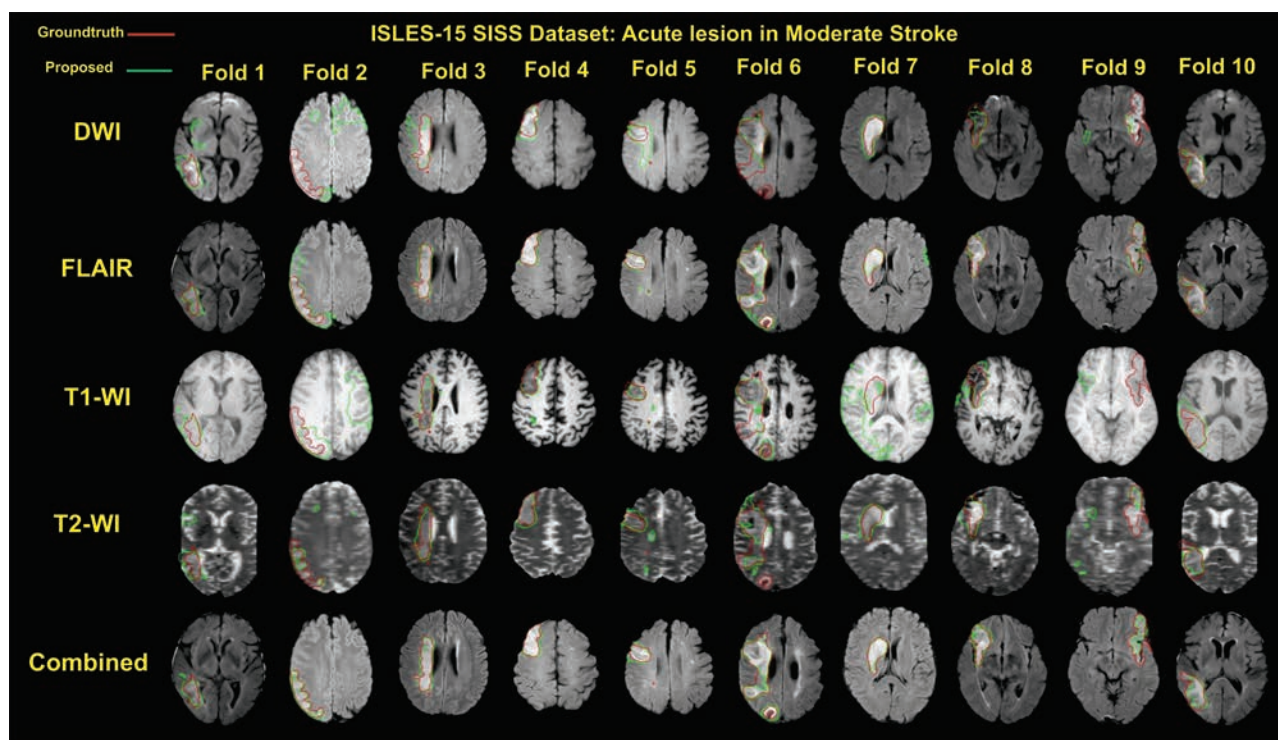 Groundtruth
ISLES-15 SISS Dataset: Acute lesion in Moderate Stroke
Proposed
Fold 1 Fold 2 Fold 3 Fold 4 Fold 5 Fold 6 Fold 7 Fold 8 Fold 9 Fold 10
DWI
FLAIR
T1-WI
T2-WI
Combined